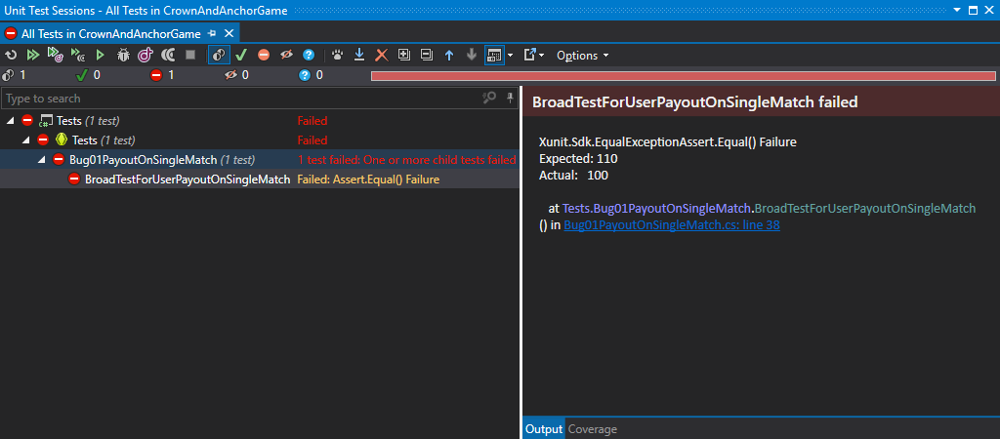 Unit Test Sessions - All Tests in CrownAndAnchorGame
All Tests in CrownAndAnchorGame
Options
1 0 1 0 0
Type to search
Tests (1 test) Failed
Tests (1 test) Failed
Bug01PayoutOnSingleMatch (1 test) 1 test failed: One or more child tests failed
BroadTestForUserPayoutOnSingleMatch Failed: Assert.Equal() Failure
BroadTestForUserPayoutOnSingleMatch failed
Xunit.Sdk.EqualExceptionAssert.Equal() Failure
Expected: 110
Actual: 100
at Tests.Bug01PayoutOnSingleMatch.BroadTestForUserPayoutOnSingleMatch
() in Bug01PayoutOnSingleMatch.cs: line 38
Output Coverage